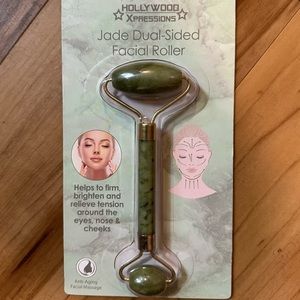 HOLLYWOOD
XPRESSIONS
Jade Dual-Sided
Facial Roller
Helps to firm,
brighten and
relieve tension
around the
eyes, nose &
cheeks
Anti-Aging
Facial Massage